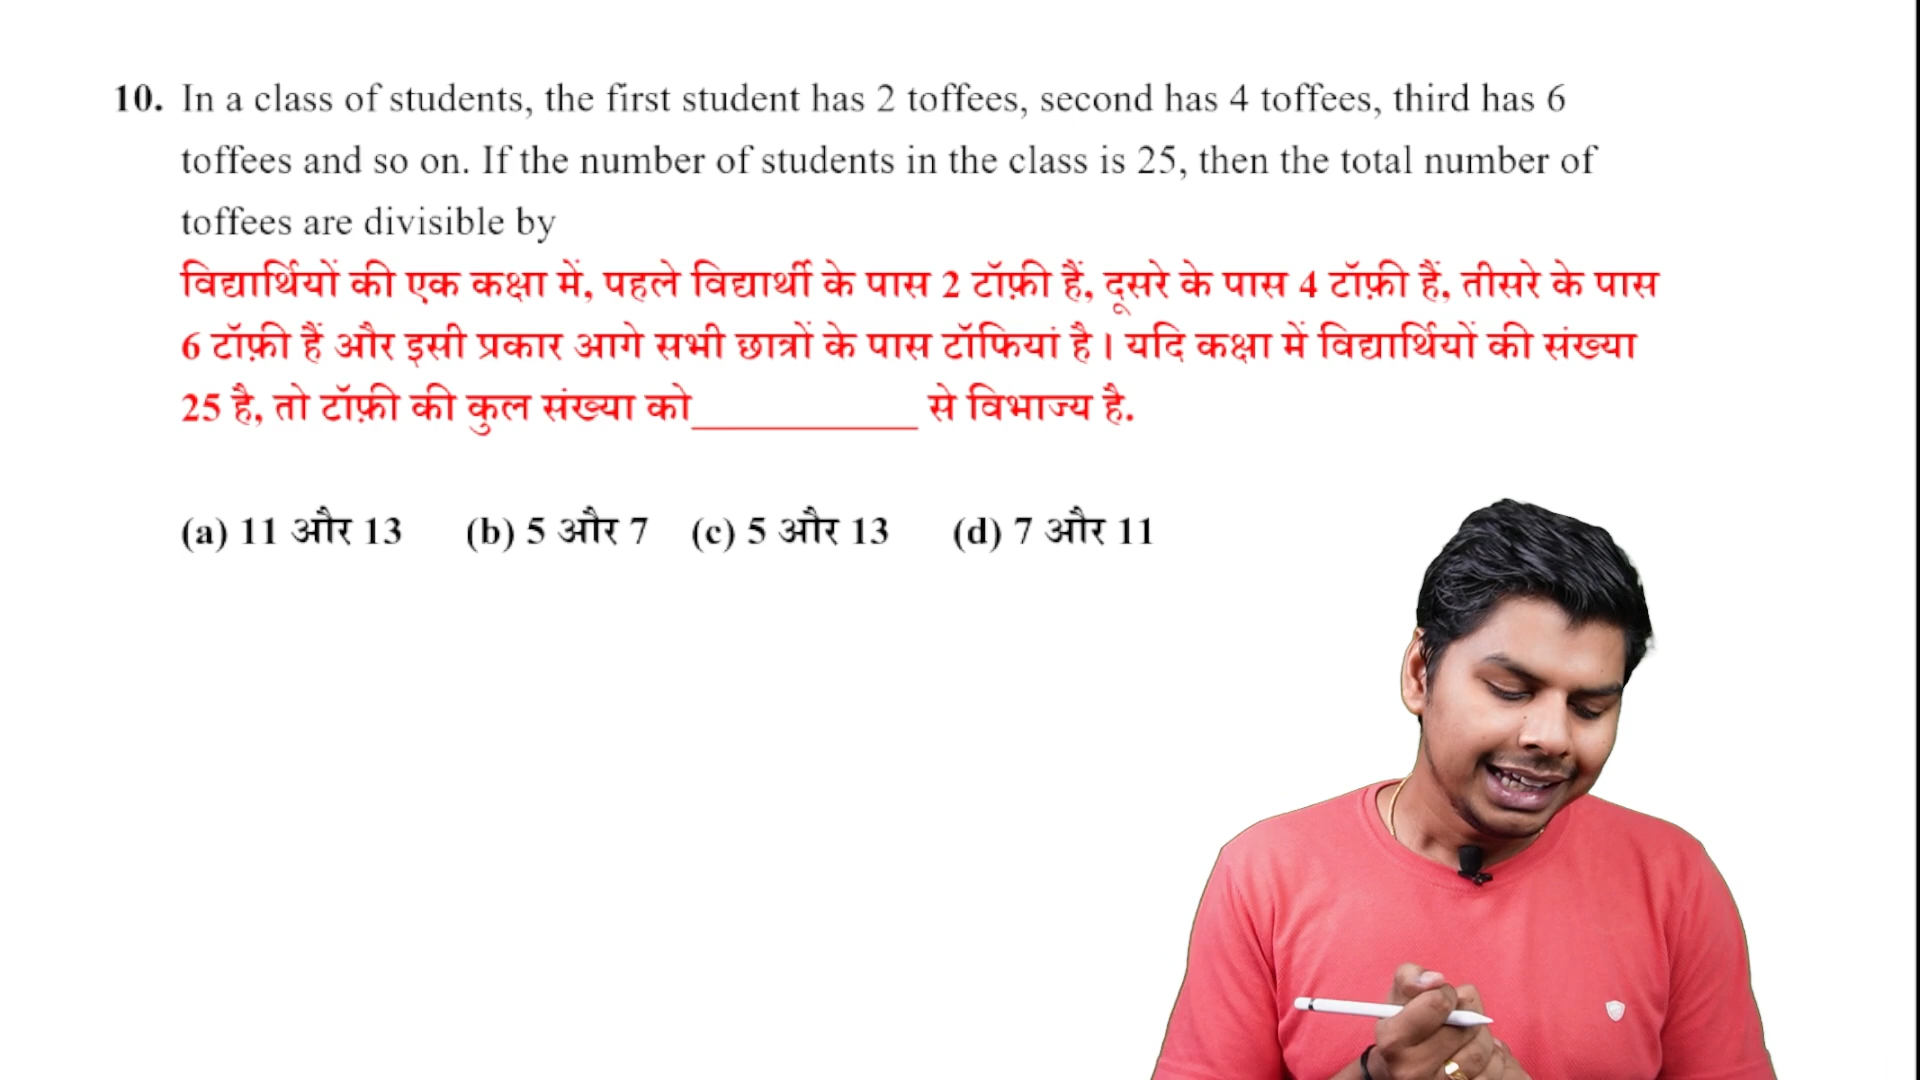 10. In a class of students, the first student has 2 toffees, second has 4 toffees, third has 6
toffees and so on. If the number of students in the class is 25, then the total number of
toffees are divisible by
विद्यार्थियों की एक कक्षा में, पहले विद्यार्थी के पास 2 टॉफ़ी हैं, दूसरे के पास 4 टॉफ़ी हैं, तीसरे के पास
6 टॉफ़ी हैं और इसी प्रकार आगे सभी छात्रों के पास टॉफियां है। यदि कक्षा में विद्यार्थियों की संख्या
25 है, तो टॉफ़ी की कुल संख्या को___________ से विभाज्य है.
(a) 11 और 13 (b) 5 और 7 (c) 5 और 13 (d) 7 और 11